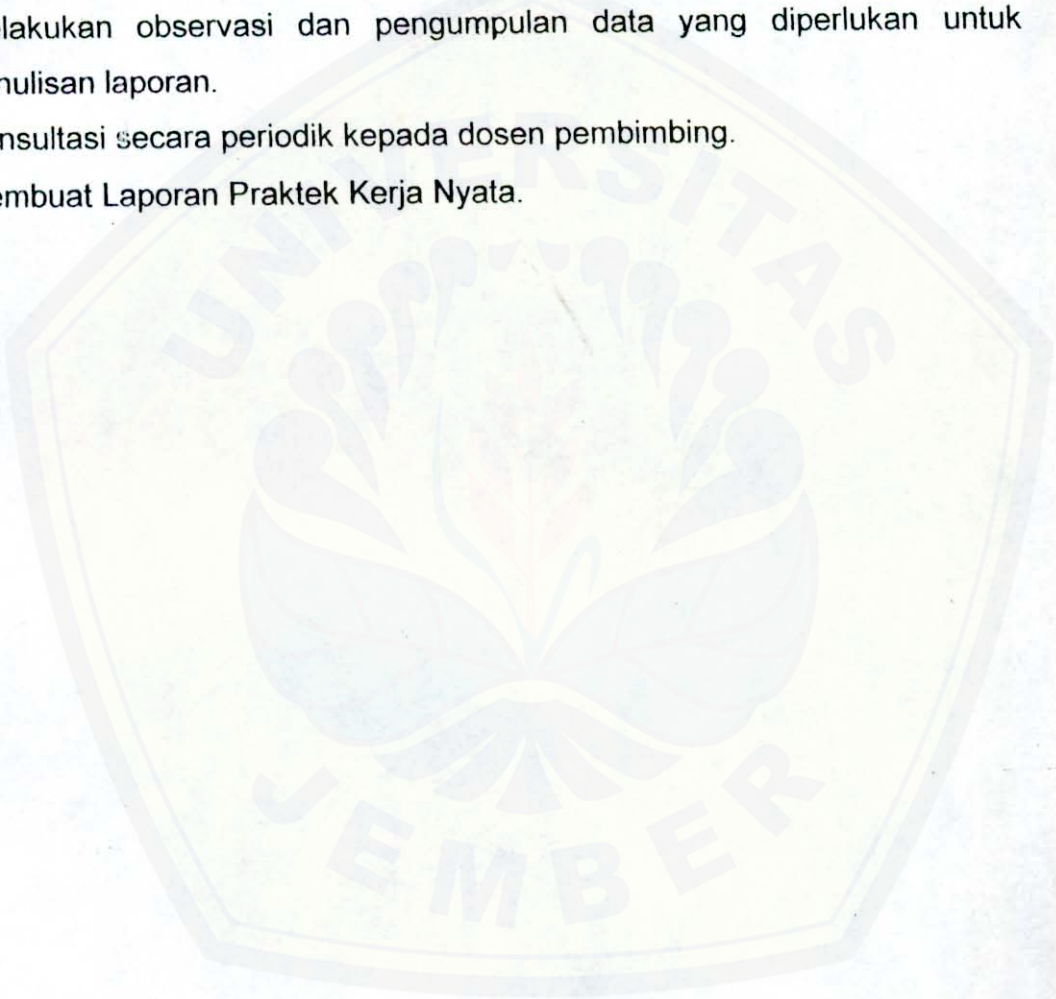 lakukan observasi dan pengumpulan data yang diperlukan untuk
nulisan laporan.
nsultasi secara periodik kepada dosen pembimbing.
embuat Laporan Praktek Kerja Nyata.
UNIVERSITAS
JEMBER